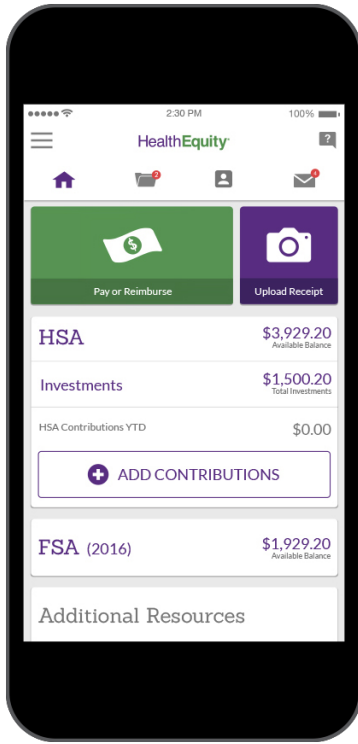 2:30 PM
100%
HealthEquity
?
2
4
$
Pay or Reimburse
Upload Receipt
HSA
$3,929.20
Available Balance
Investments
$1,500.20
Total Investments
HSA Contributions YTD
$0.00
ADD CONTRIBUTIONS
FSA (2016)
$1,929.20
Available Balance
Additional Resources